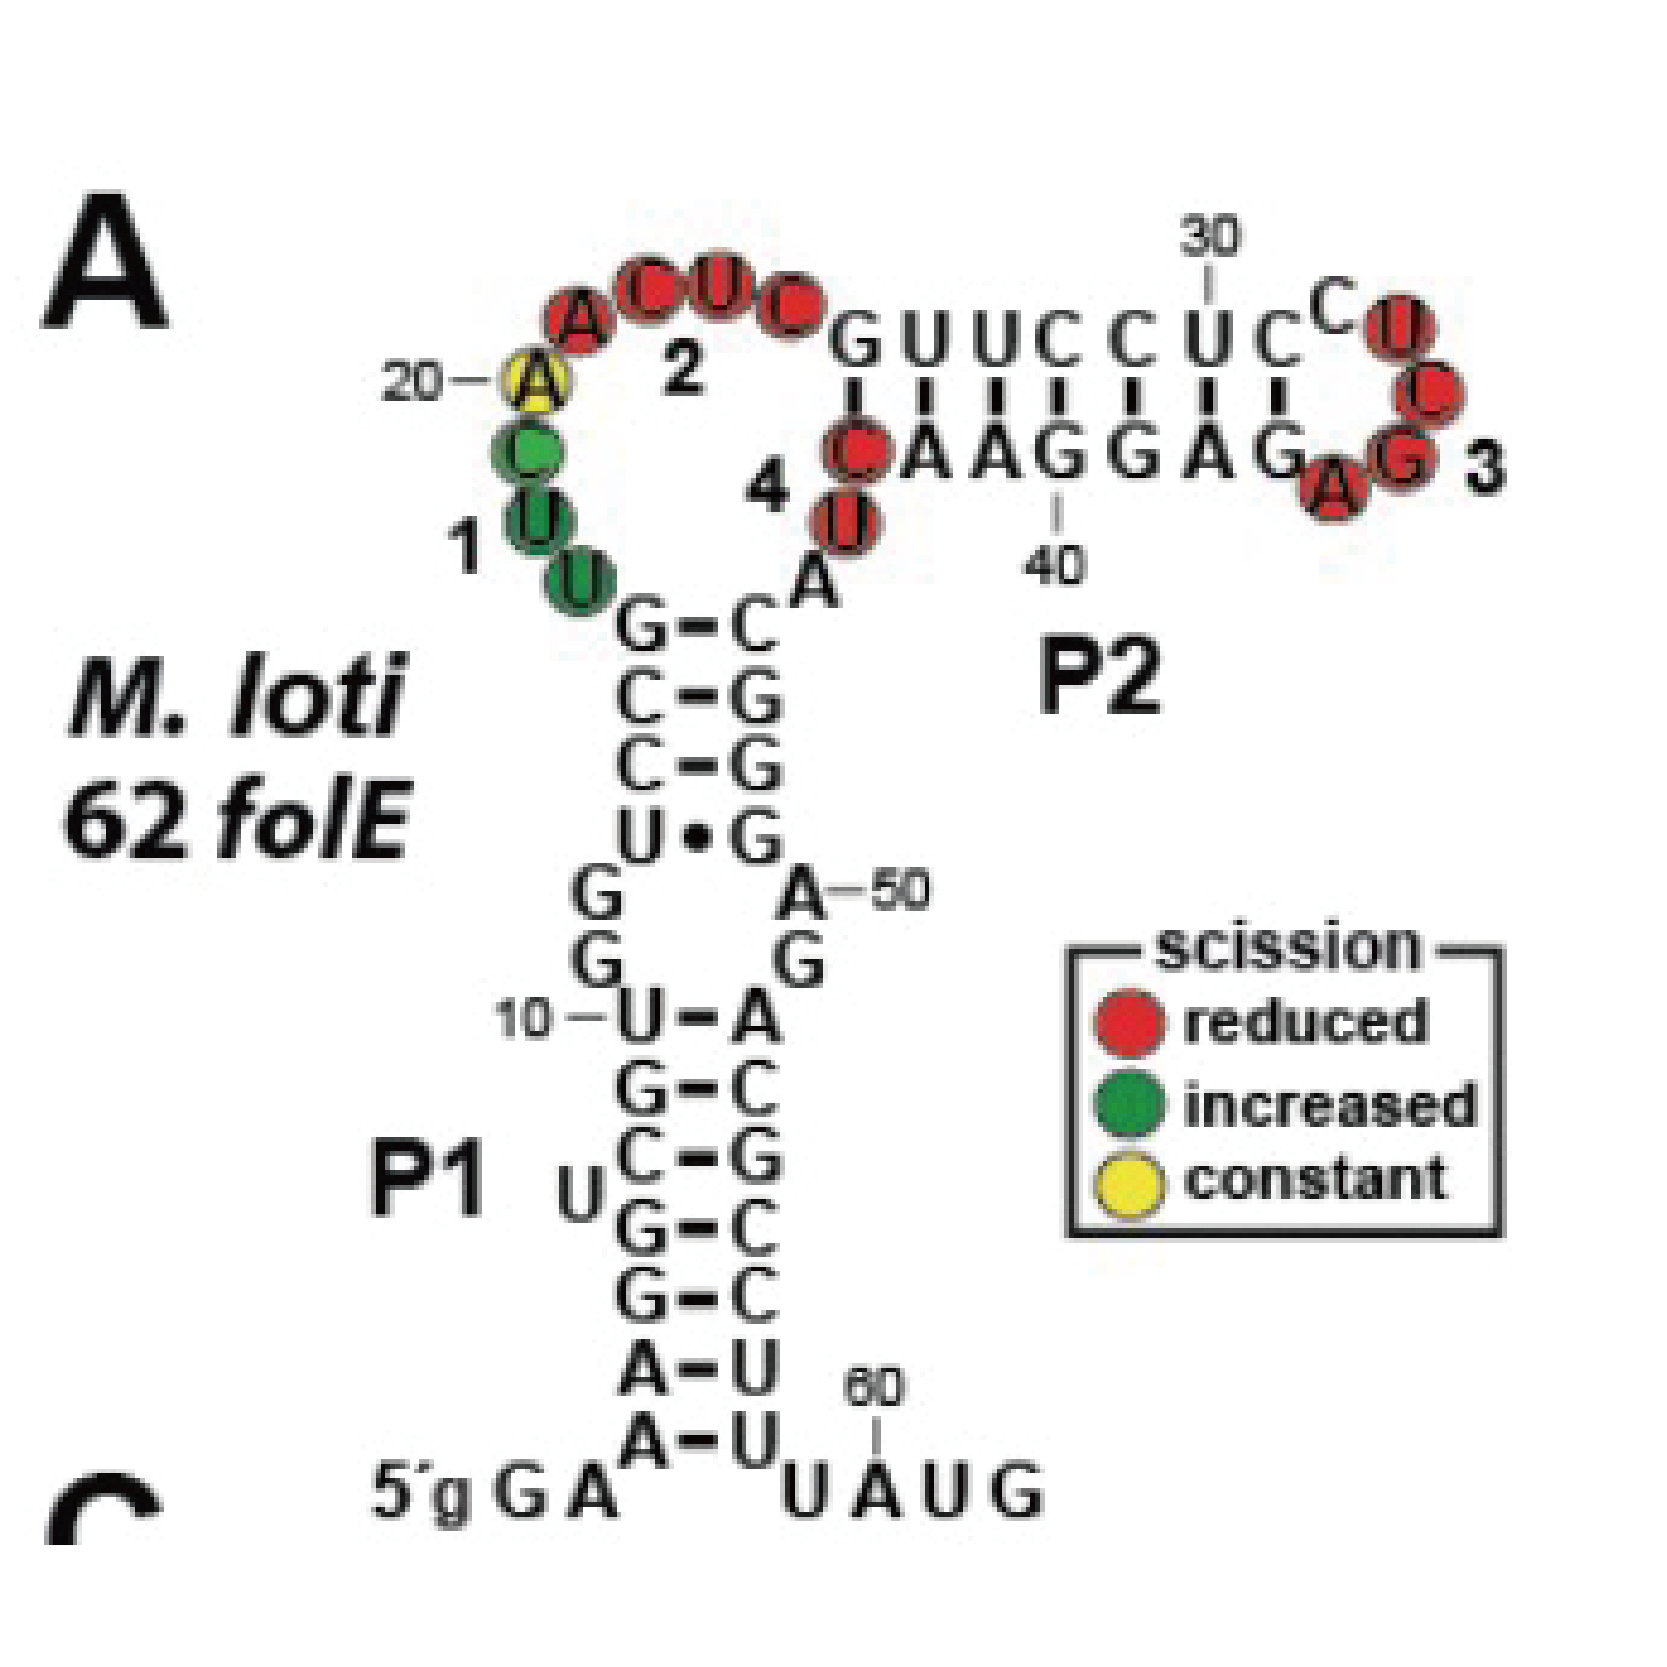 A
30
A C U C
G U U C C U C C U
20
A
2
C
C
C A A G G A G A G
3
4
U
1
U
U
40
A
G C
P2
M. loti
C G
C G
62 folE
U • G
G A 50
G G
scission
10 U A
reduced
G C
increased
P1
C G
constant
U
G C
G C
A U
60
A U
5´g G A
U A U G
C